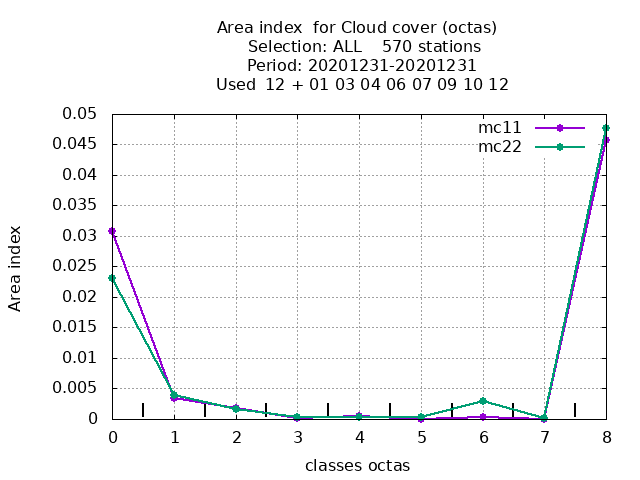 Area index  for Cloud cover (octas)
Selection: ALL    570 stations
Period: 20201231-20201231
Used  12 + 01 03 04 06 07 09 10 12
mc11
mc22
0.05
0.045
0.04
0.035
0.03
0.025
0.02
0.015
0.01
0.005
0
Area index
0 1 2 3 4 5 6 7 8
classes octas